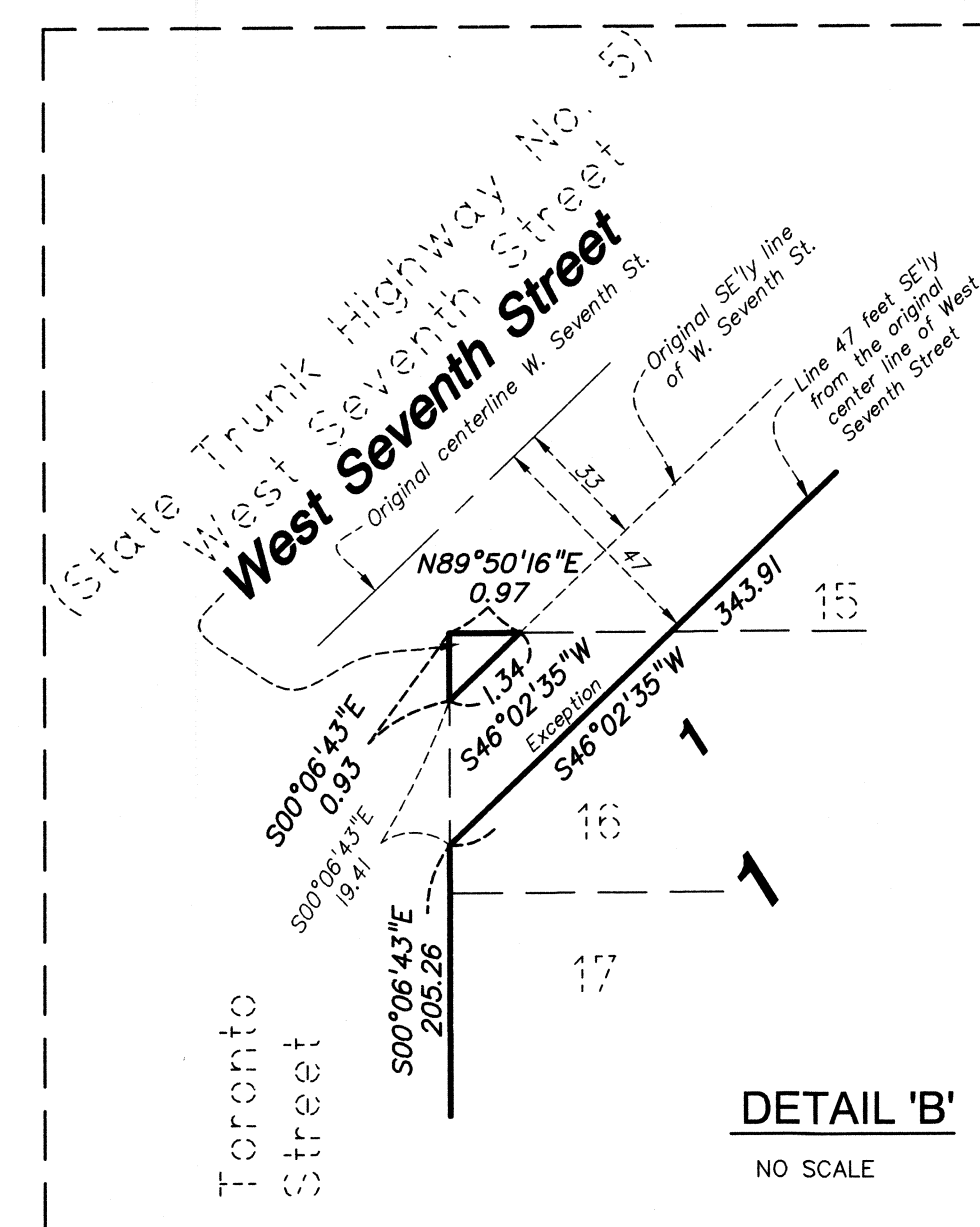 (State Trunk Highway No. 5)
West Seventh Street
West Seventh Street
Original centerline W. Seventh St.
Original SE'ly line
of W. Seventh St.
Line 47 feet SE'ly
from the original
center line of West
Seventh Street
33
47
N89°50'16"E
0.97
343.91
15
1.34
S46°02'35"W
Exception
S46°02'35"W
1
S00°06'43"E
0.93
S00°06'43"E
19.41
16
1
S00°06'43"E
205.26
17
Toronto
Street
DETAIL 'B'
NO SCALE